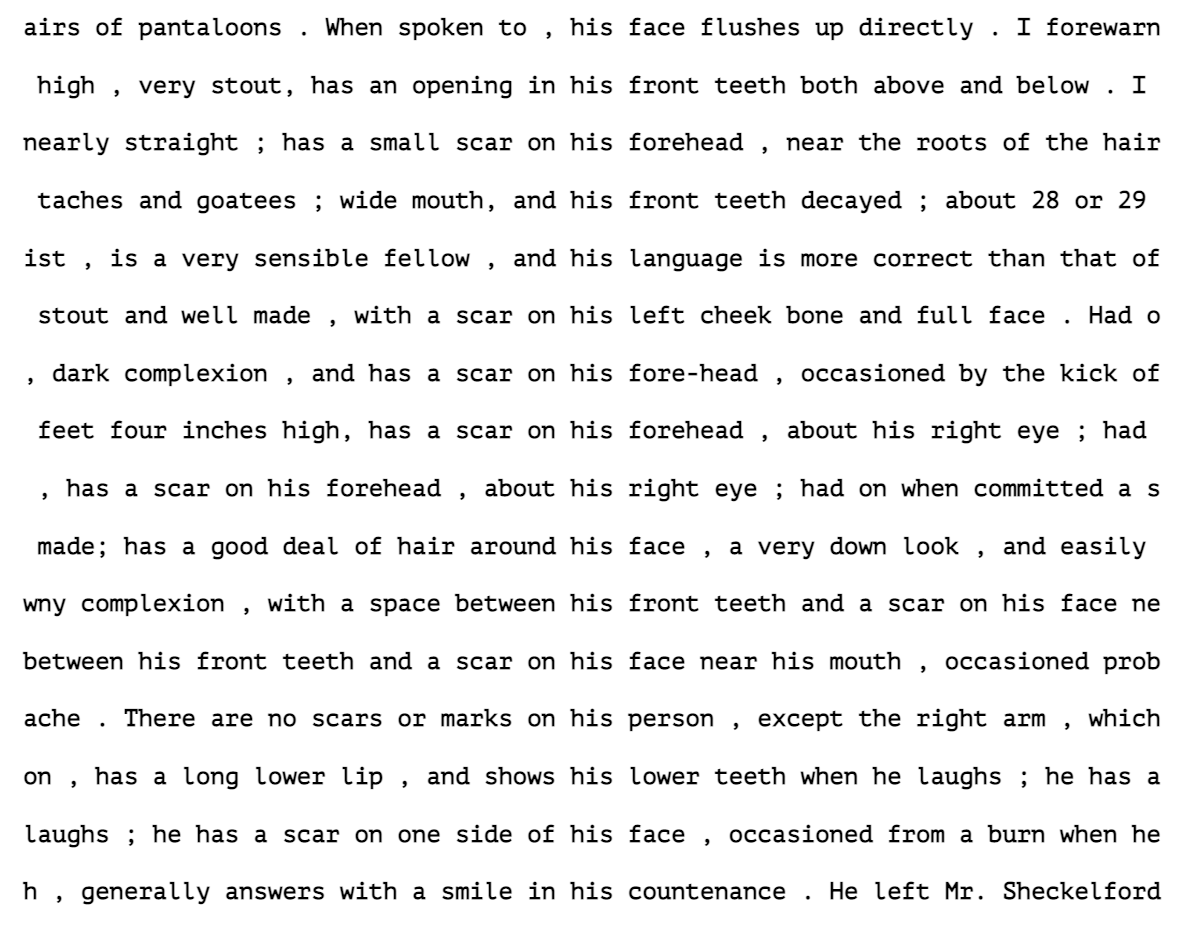 airs of pantaloons . When spoken to , his face flushes up directly . I forewarn
high , very stout, has an opening in his front teeth both above and below . I
nearly straight ; has a small scar on his forehead , near the roots of the hair
taches and goatees ; wide mouth, and his front teeth decayed ; about 28 or 29
ist , is a very sensible fellow , and his language is more correct than that of
stout and well made , with a scar on his left cheek bone and full face . Had o
, dark complexion , and has a scar on his fore-head , occasioned by the kick of
feet four inches high, has a scar on his forehead , about his right eye ; had
, has a scar on his forehead , about his right eye ; had on when committed a s
made; has a good deal of hair around his face , a very down look , and easily
wny complexion , with a space between his front teeth and a scar on his face ne
between his front teeth and a scar on his face near his mouth , occasioned prob
ache . There are no scars or marks on his person , except the right arm , which
on , has a long lower lip , and shows his lower teeth when he laughs ; he has a
laughs ; he has a scar on one side of his face , occasioned from a burn when he
h , generally answers with a smile in his countenance . He left Mr. Sheckelford